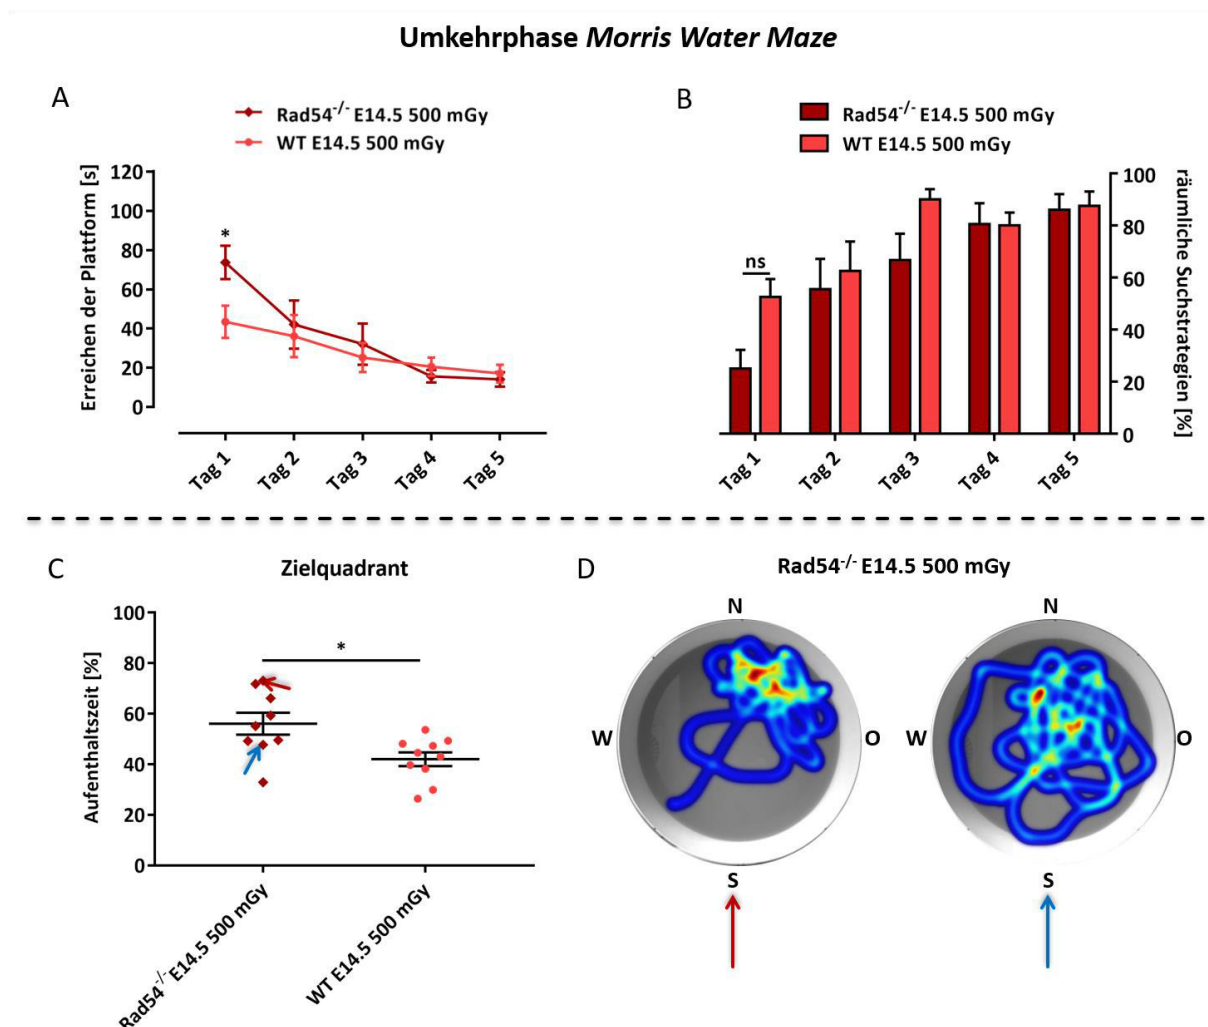 Umkehrphase Morris Water Maze
A
Rad54-/- E14.5 500 mGy
WT E14.5 500 mGy
Erreichen der Plattform [s]
120
100
80
60
40
20
0
*
Tag 1
Tag 2
Tag 3
Tag 4
Tag 5
B
Rad54-/- E14.5 500 mGy
WT E14.5 500 mGy
ns
räumliche Suchstrategien [%]
100
80
60
40
20
0
Tag 1
Tag 2
Tag 3
Tag 4
Tag 5
C
Zielquadrant
Aufenthaltszeit [%]
100
80
60
40
20
0
*
Rad54-/- E14.5 500 mGy
WT E14.5 500 mGy
D
Rad54-/- E14.5 500 mGy
N
W
O
S
N
W
O
S